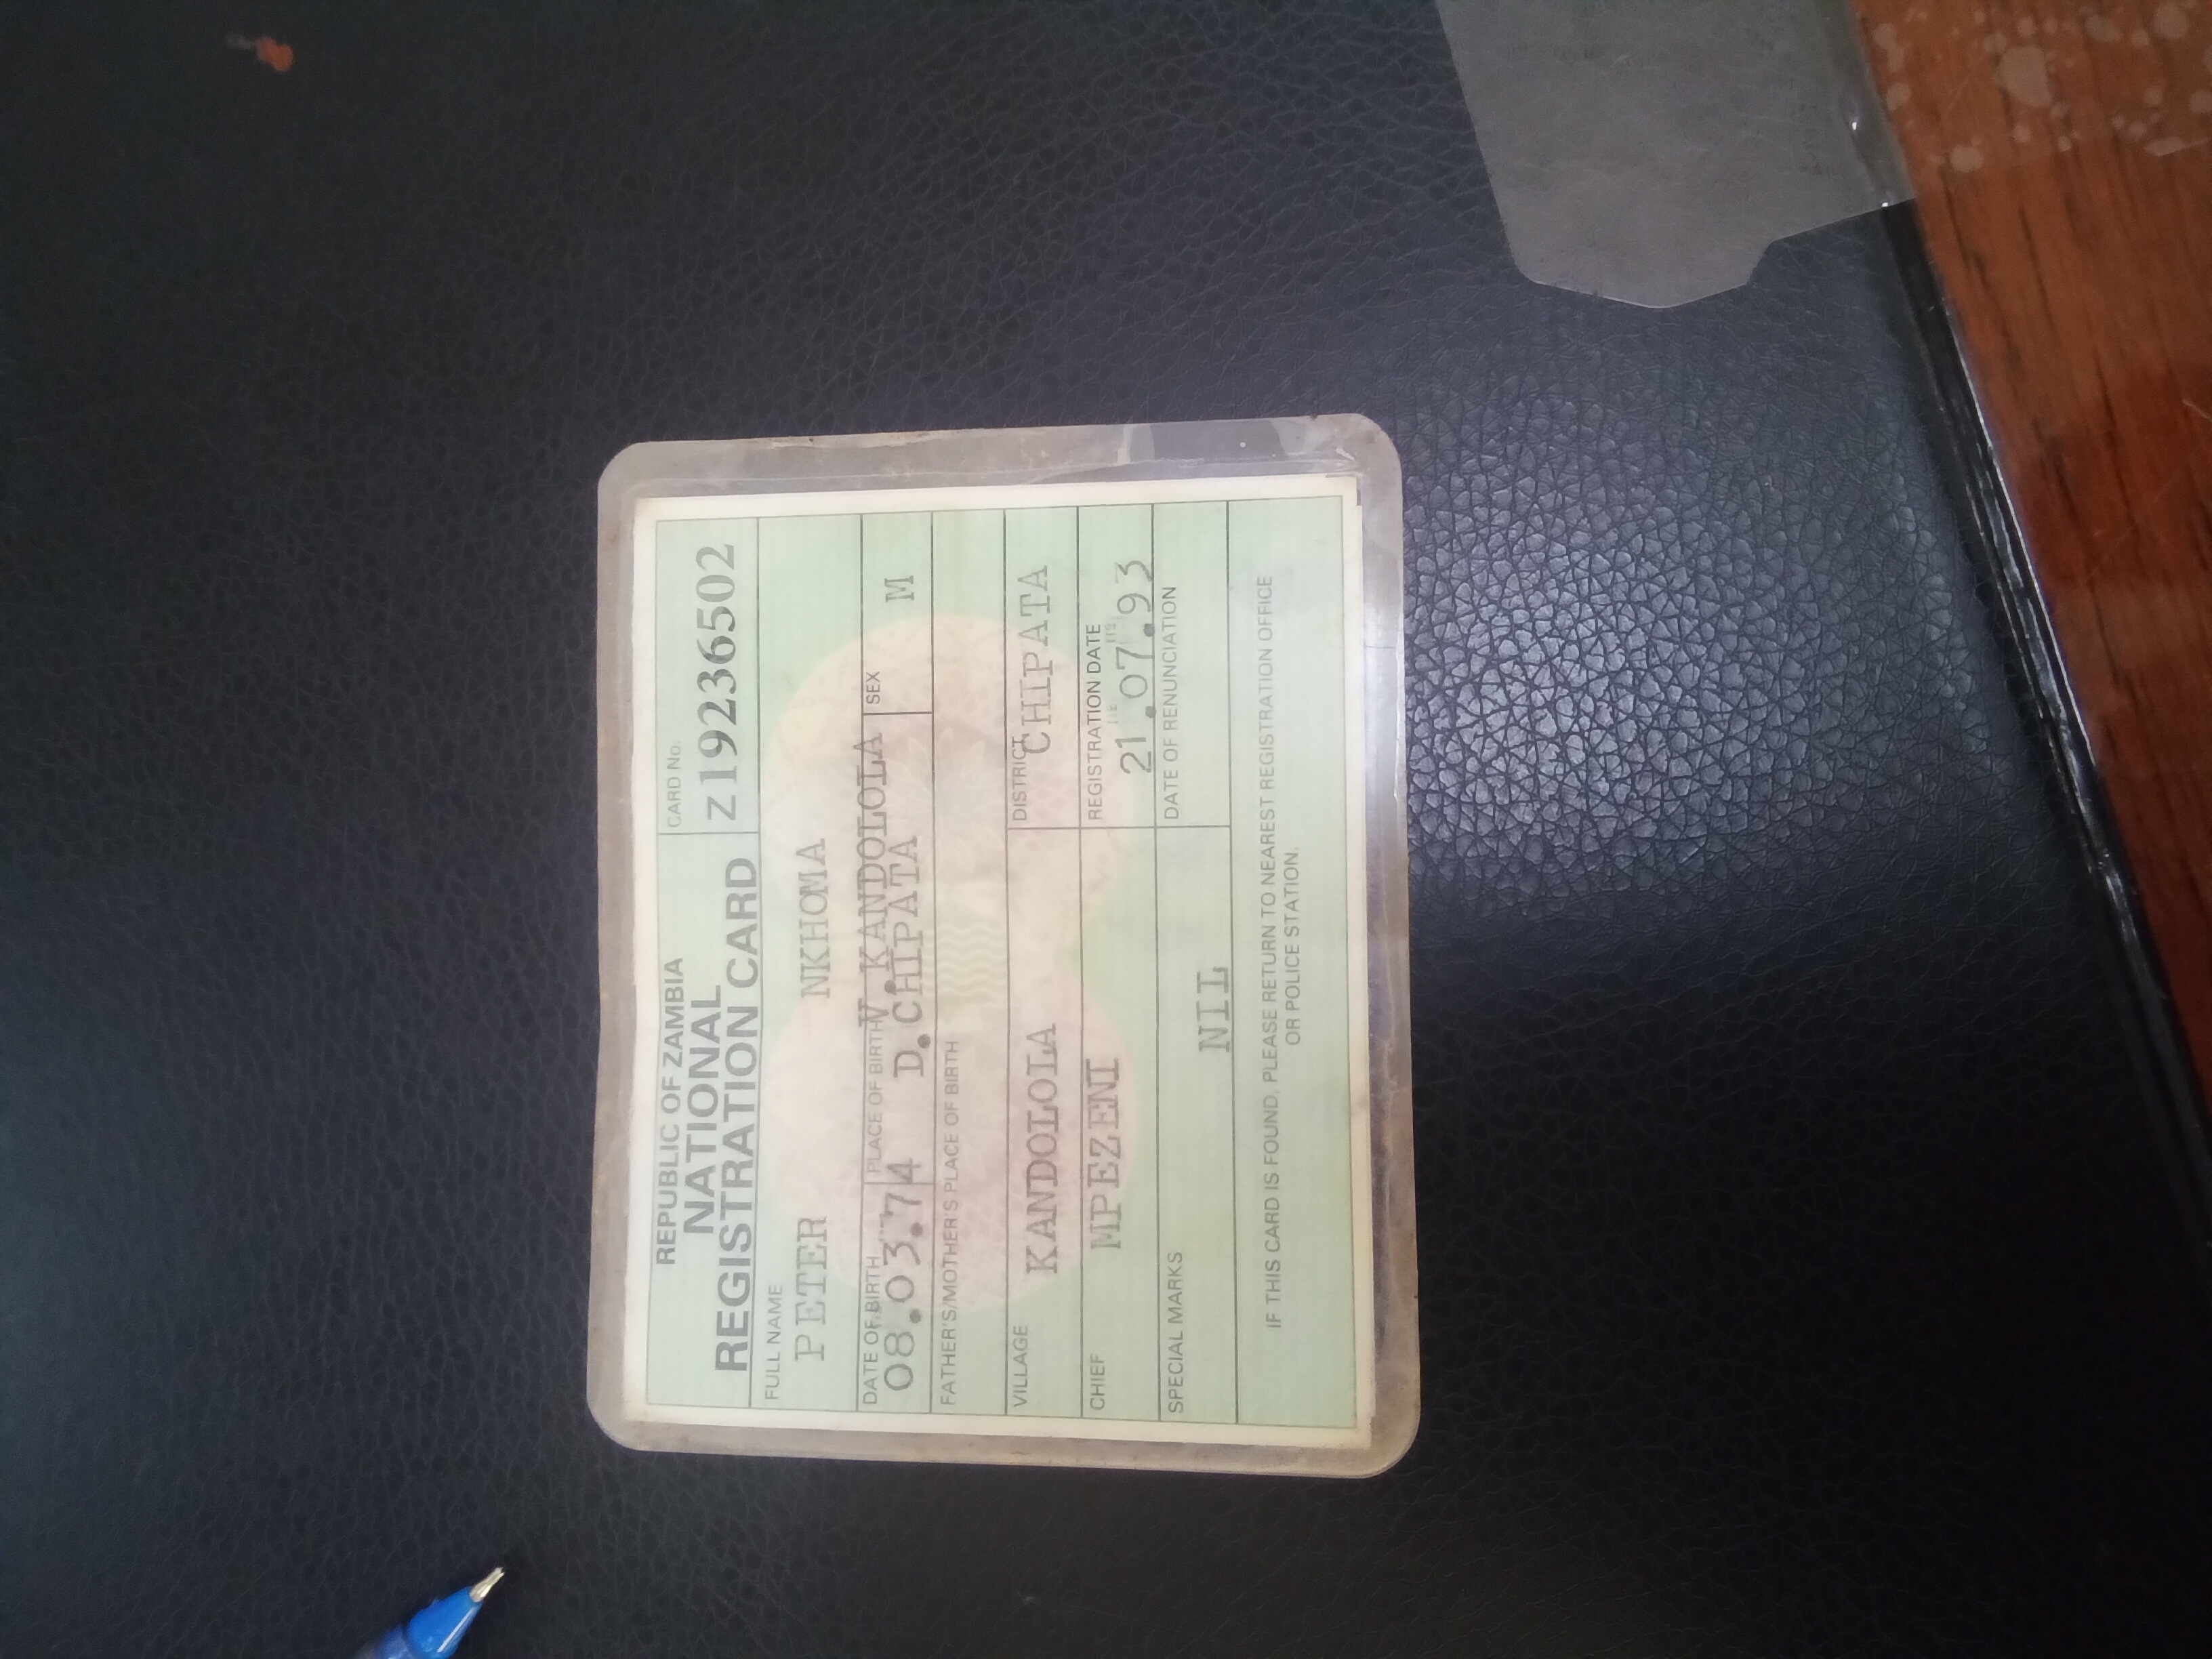 REPUBLIC OF ZAMBIA
NATIONAL
REGISTRATION CARD
CARD No.
Z19236502
FULL NAME
PETER NKHOMA
DATE OF BIRTH
08.03.74
PLACE OF BIRTH
V.KANDOLOLA
D.CHIPATA
SEX
M
FATHER'S/MOTHER'S PLACE OF BIRTH
VILLAGE
KANDOLOLA
DISTRICT
CHIPATA
CHIEF
MPEZENI
REGISTRATION DATE
21.07.93
SPECIAL MARKS
NIL
DATE OF RENUNCIATION
IF THIS CARD IS FOUND, PLEASE RETURN TO NEAREST REGISTRATION OFFICE
OR POLICE STATION.